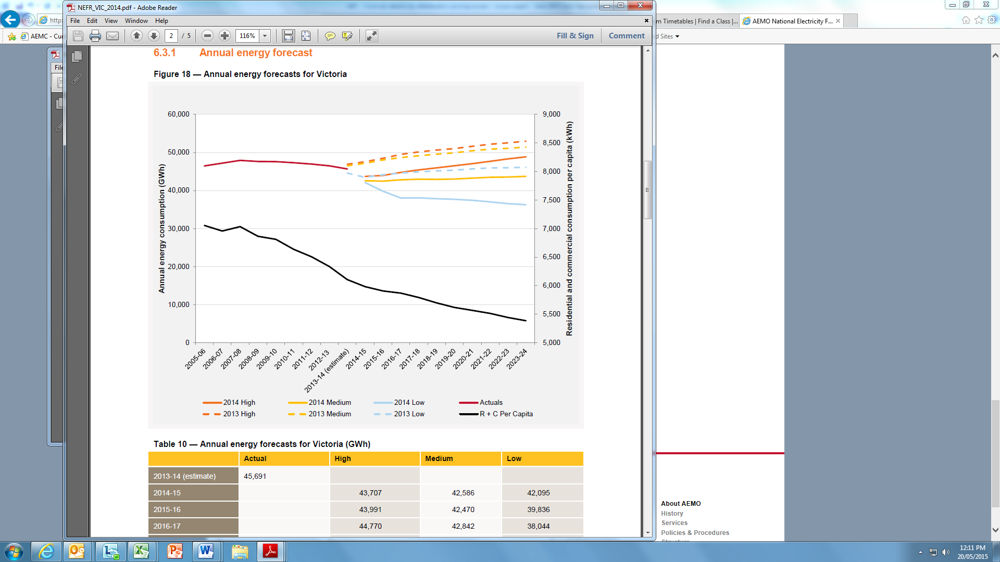 NEFR_VIC_2014.pdf - Adobe Reader
File Edit View Window Help
2 / 5 116% Fill & Sign Comment
http:
m Timetables | Find a Class |... AEMO National Electricity F...
AEMC - Cur
d Sites
File
6.3.1 Annual energy forecast
Figure 18 — Annual energy forecasts for Victoria
60,000
50,000
40,000
30,000
20,000
10,000
0
Annual energy consumption (GWh)
9,000
8,500
8,000
7,500
7,000
6,500
6,000
5,500
5,000
Residential and commercial consumption per capita (kWh)
2005-06
2006-07
2007-08
2008-09
2009-10
2010-11
2011-12
2012-13
2013-14 (estimate)
2014-15
2015-16
2016-17
2017-18
2018-19
2019-20
2020-21
2021-22
2022-23
2023-24
2014 High 2014 Medium 2014 Low Actuals
2013 High 2013 Medium 2013 Low R + C Per Capita
Table 10 — Annual energy forecasts for Victoria (GWh)
Actual High Medium Low
2013-14 (estimate) 45,691
2014-15 43,707 42,586 42,095
2015-16 43,991 42,470 39,836
2016-17 44,770 42,842 38,044
About AEMO
History
Services
Policies & Procedures
12:11 PM
20/05/2015